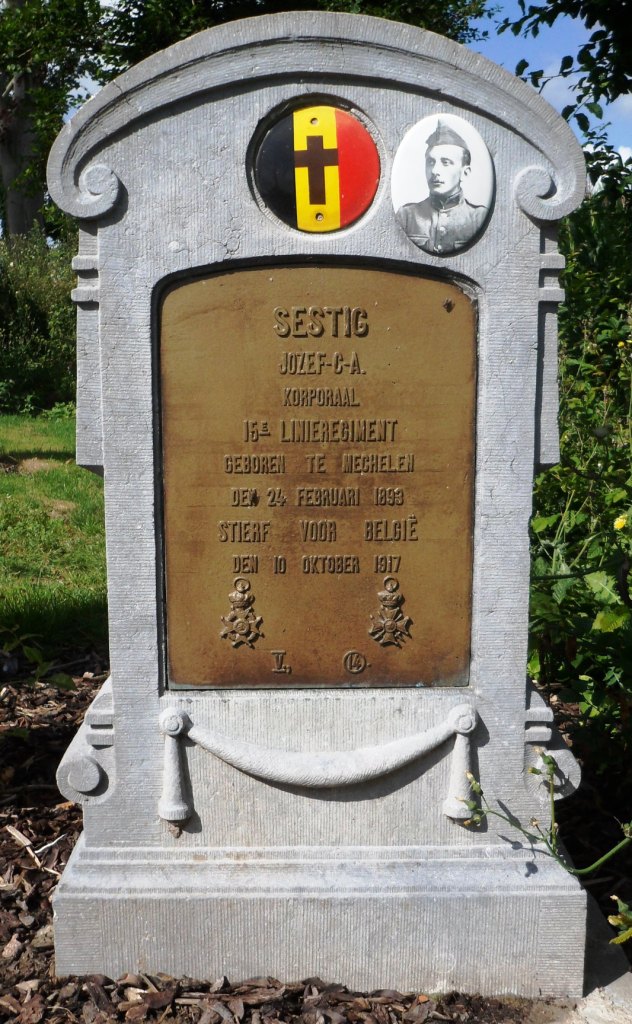 SESTIG
JOZEF-C-A.
KORPORAAL
15E LINIEREGIMENT
GEBOREN TE MECHELEN
DEN 24 FEBRUARI 1893
STIERF VOOR BELGIË
DEN 10 OKTOBER 1917
V. 14